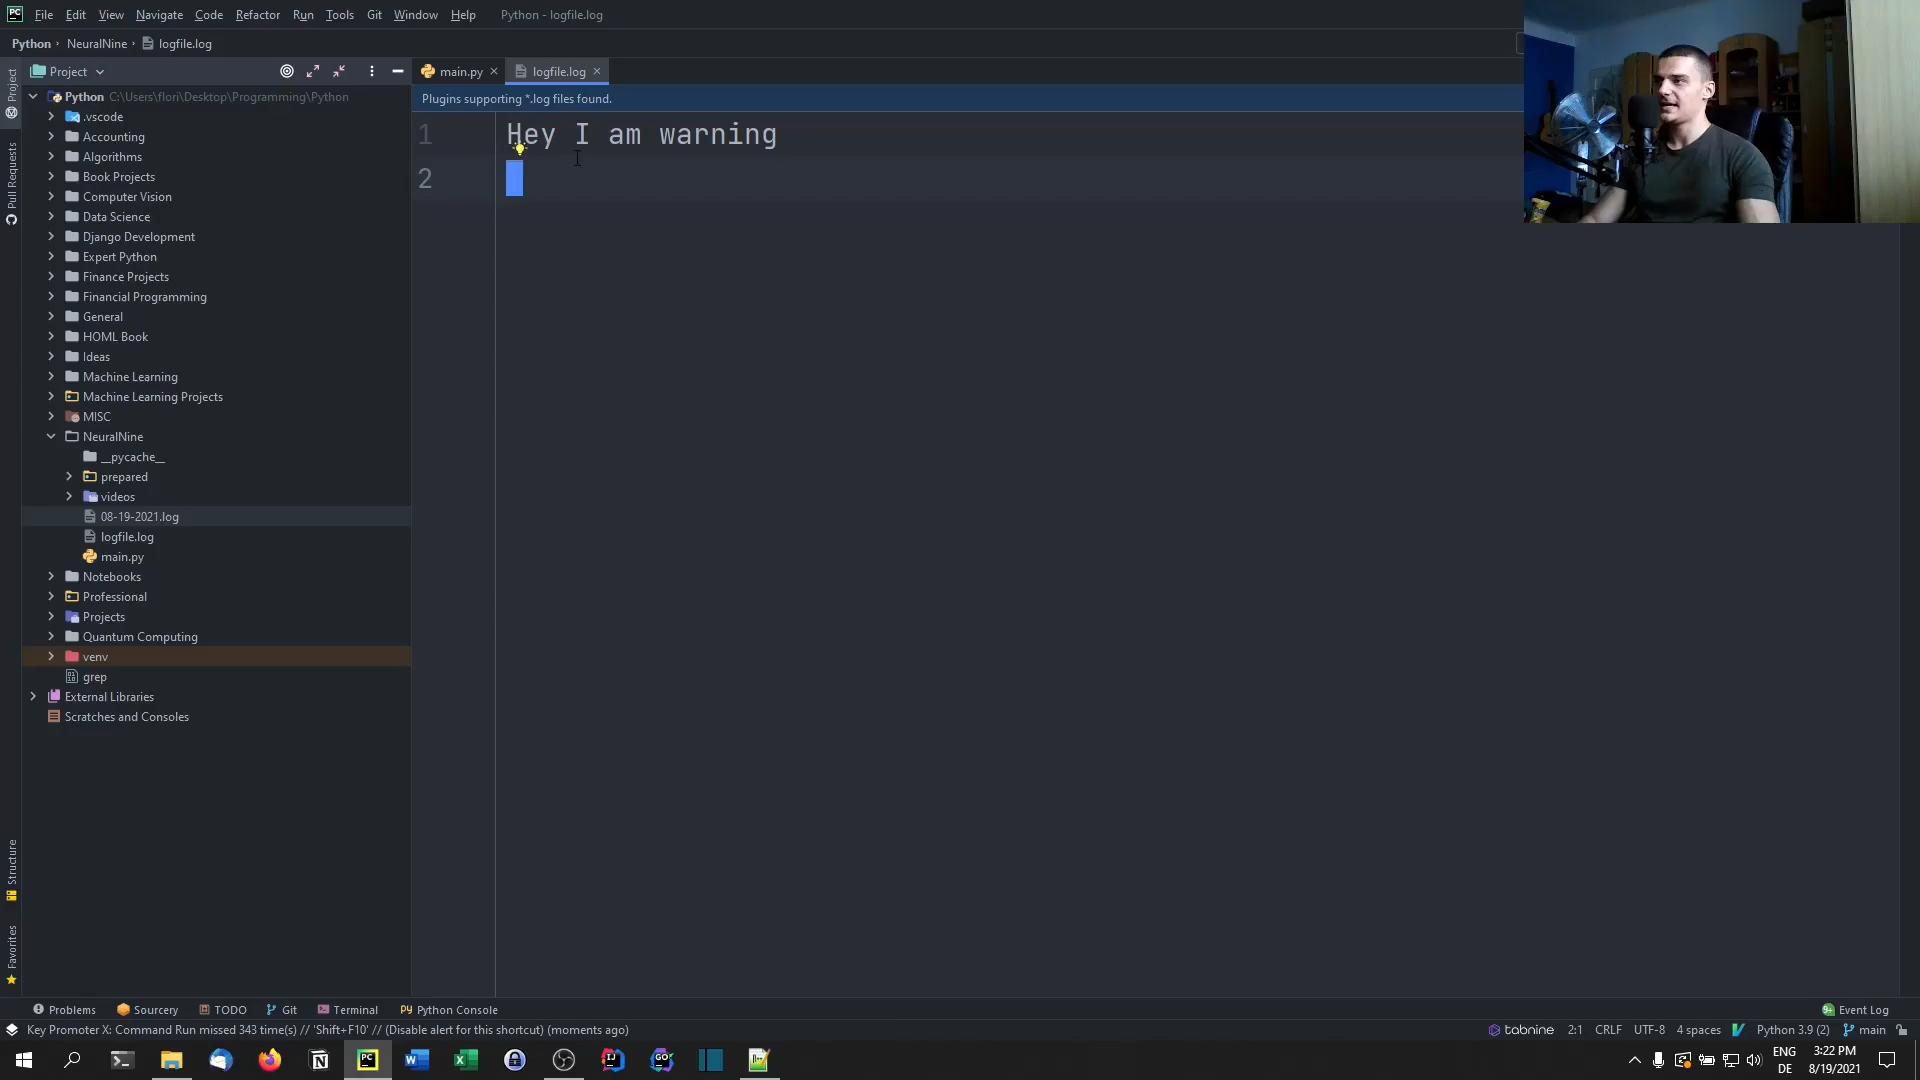 File Edit View Navigate Code Refactor Run Tools Git Window Help Python - logfile.log
Python NeuralNine logfile.log
Project
main.py
logfile.log
Python C:\Users\flori\Desktop\Programming\Python
Plugins supporting *.log files found.
.vscode
Accounting
Algorithms
Book Projects
Computer Vision
Data Science
Django Development
Expert Python
Finance Projects
Financial Programming
General
HOML Book
Ideas
Machine Learning
Machine Learning Projects
MISC
NeuralNine
__pycache__
prepared
videos
08-19-2021.log
logfile.log
main.py
Notebooks
Professional
Projects
Quantum Computing
venv
grep
External Libraries
Scratches and Consoles
1 Hey I am warning
2
Project
Pull Requests
Structure
Favorites
Problems Sourcery TODO Git Terminal Python Console Event Log
Key Promoter X: Command Run missed 343 time(s) // 'Shift+F10' // (Disable alert for this shortcut) (moments ago) tabnine 2:1 CRLF UTF-8 4 spaces Python 3.9 (2) main
ENG 3:22 PM
DE 8/19/2021